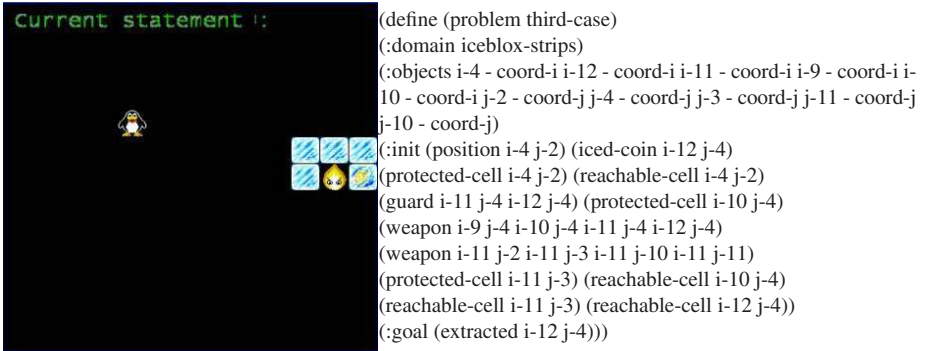 Current statement :
(define (problem third-case)
(:domain iceblox-strips)
(:objects i-4 - coord-i i-12 - coord-i i-11 - coord-i i-9 - coord-i i-
10 - coord-i j-2 - coord-j j-4 - coord-j j-3 - coord-j j-11 - coord-j
j-10 - coord-j)
(:init (position i-4 j-2) (iced-coin i-12 j-4)
(protected-cell i-4 j-2) (reachable-cell i-4 j-2)
(guard i-11 j-4 i-12 j-4) (protected-cell i-10 j-4)
(weapon i-9 j-4 i-10 j-4 i-11 j-4 i-12 j-4)
(weapon i-11 j-2 i-11 j-3 i-11 j-10 i-11 j-11)
(protected-cell i-11 j-3) (reachable-cell i-10 j-4)
(reachable-cell i-11 j-3) (reachable-cell i-12 j-4))
(:goal (extracted i-12 j-4)))